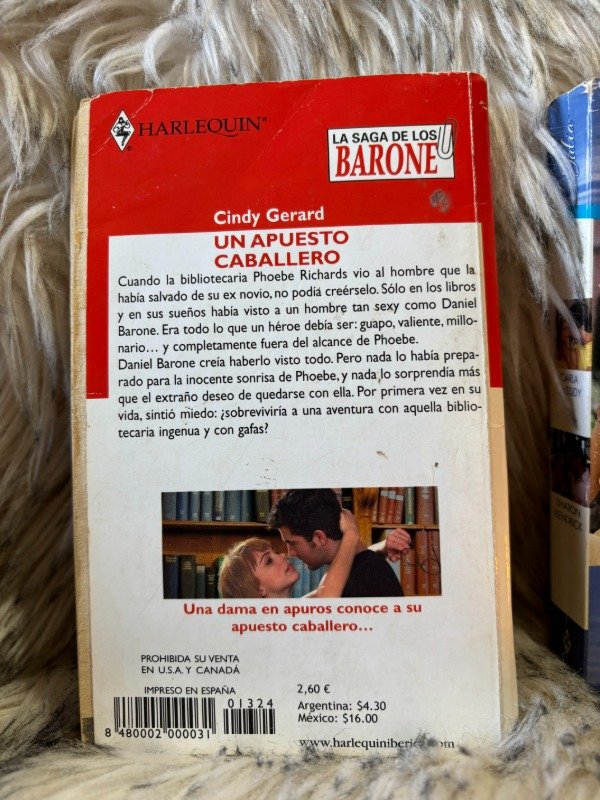 HARLEQUIN®
LA SAGA DE LOS
BARONE
Cindy Gerard
UN APUESTO
CABALLERO
Cuando la bibliotecaria Phoebe Richards vio al hombre que la
había salvado de su ex novio, no podía creérselo. Sólo en los libros
y en sus sueños había visto a un hombre tan sexy como Daniel
Barone. Era todo lo que un héroe debía ser: guapo, valiente, millo-
nario... y completamente fuera del alcance de Phoebe.
Daniel Barone creía haberlo visto todo. Pero nada lo había prepa-
rado para la inocente sonrisa de Phoebe, y nada lo sorprendía más
que el extraño deseo de quedarse con ella. Por primera vez en su
vida, sintió miedo: ¿sobreviviría a una aventura con aquella biblio-
tecaria ingenua y con gafas?
Una dama en apuros conoce a su
apuesto caballero...
PROHIBIDA SU VENTA
EN U.S.A. Y CANADÁ
IMPRESO EN ESPAÑA
01324
8 480002 000031
2,60 €
Argentina: $4.30
México: $16.00
www.harlequiniberica.com
Julia
SHARON
KENDRICK